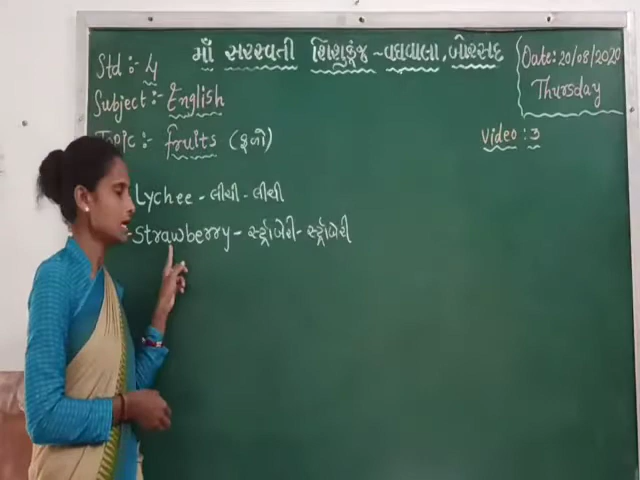 માઁ સરસ્વતી શિશુકુંજ - વઘવાલા, બોરસદ
Std :- 4
Date: 20/08/2020
Thursday
Subject :- English
Topic :- fruits (ફળો)
Video : 3
Lychee - લીચી - લીચી
- Strawberry - સ્ટ્રોબેરી - સ્ટ્રોબેરી